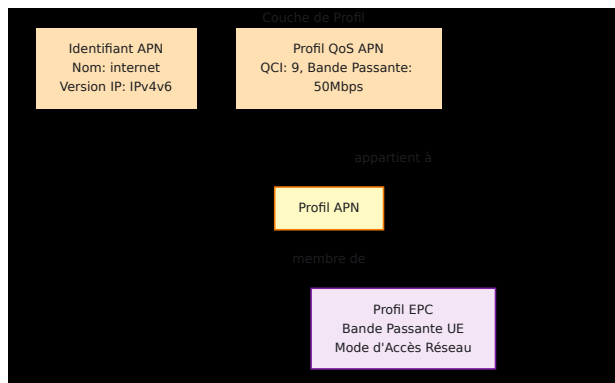 Couche de Profil
Identifiant APN
Nom: internet
Version IP: IPv4v6
Profil QoS APN
QCI: 9, Bande Passante:
50Mbps
appartient à
Profil APN
membre de
Profil EPC
Bande Passante UE
Mode d'Accès Réseau